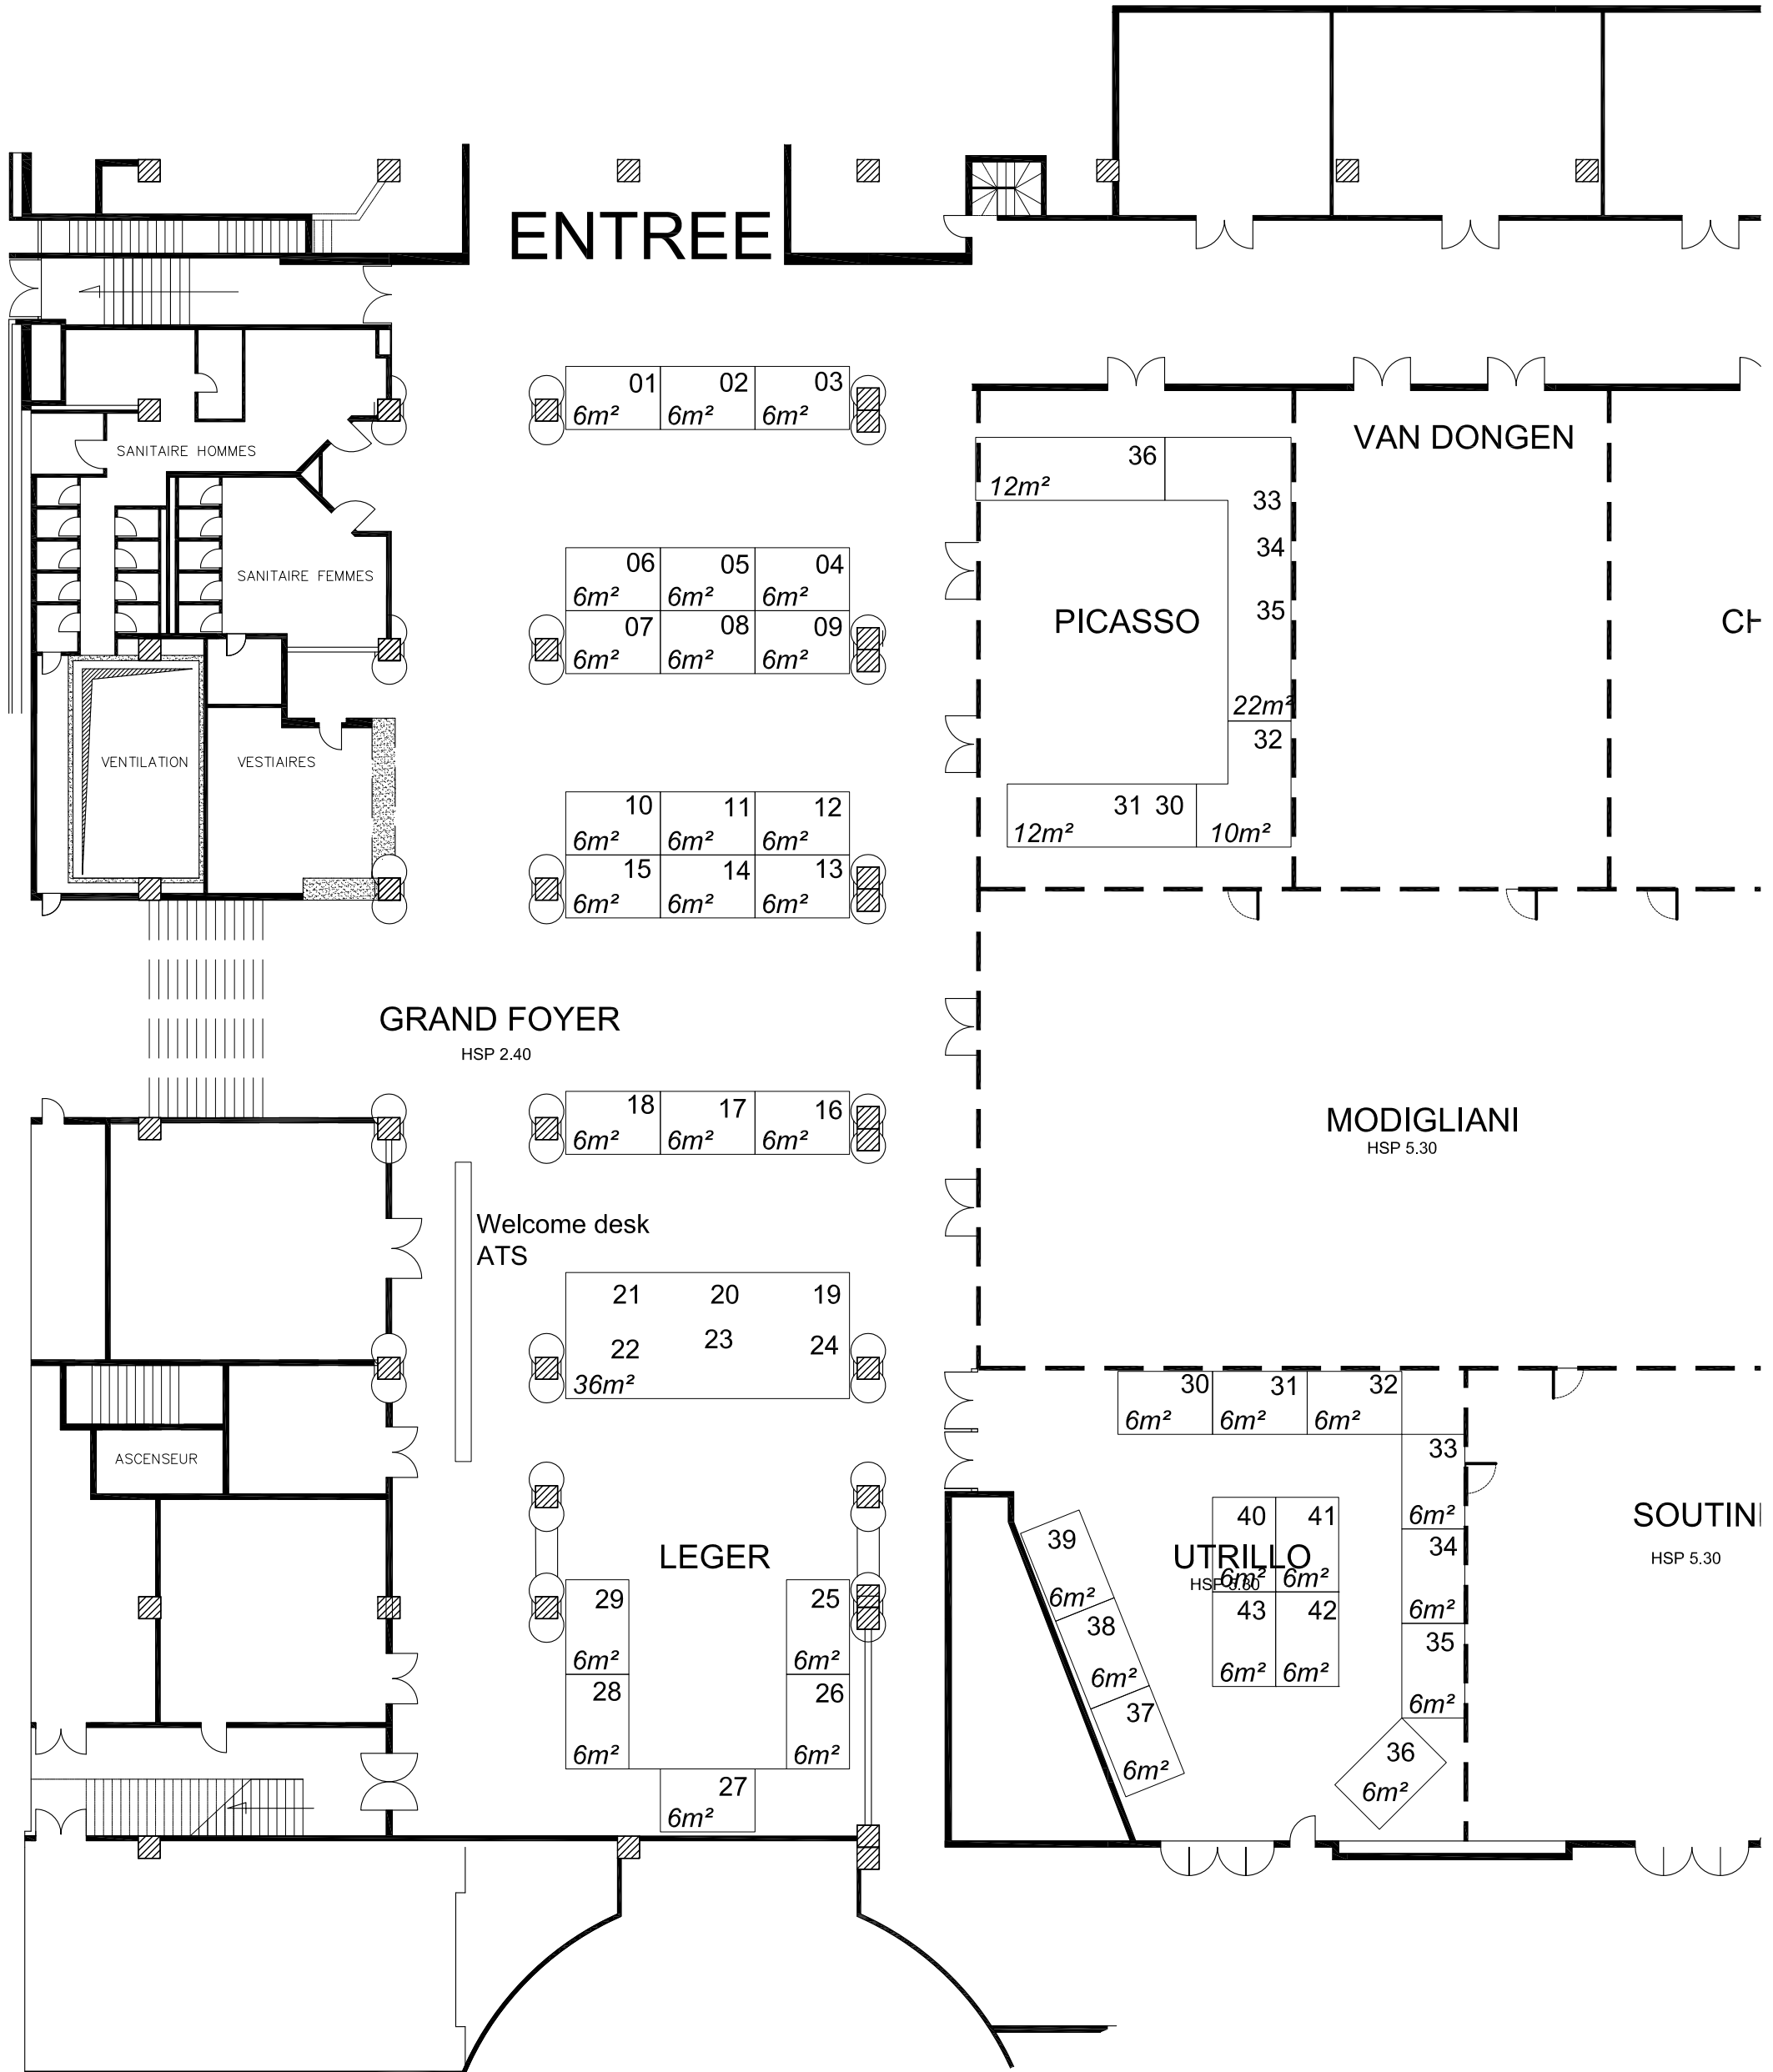 ENTREE
01 02 03
6m² 6m² 6m²
VAN DONGEN
36
12m²
33
34
35
22m²
32
31 30
12m² 10m²
PICASSO
SANITAIRE HOMMES
SANITAIRE FEMMES
06 05 04
6m² 6m² 6m²
07 08 09
6m² 6m² 6m²
VENTILATION
VESTIAIRES
10 11 12
6m² 6m² 6m²
15 14 13
6m² 6m² 6m²
GRAND FOYER
HSP 2.40
18 17 16
6m² 6m² 6m²
MODIGLIANI
HSP 5.30
Welcome desk
ATS
21 20 19
22 23 24
36m²
ASCENSEUR
LEGER
29 25
6m² 6m²
28 26
6m² 6m²
27
6m²
30 31 32
6m² 6m² 6m²
33
6m²
34
6m²
35
6m²
36
6m²
40 41
UTRILLO
6m² 6m²
HSP 5.30
43 42
6m² 6m²
39
6m²
38
6m²
37
6m²
SOUTIN
HSP 5.30
CH